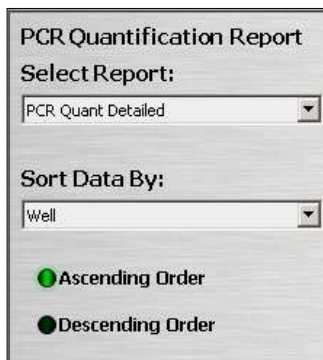 PCR Quantification Report
Select Report:
PCR Quant Detailed
Sort Data By:
Well
Ascending Order
Descending Order